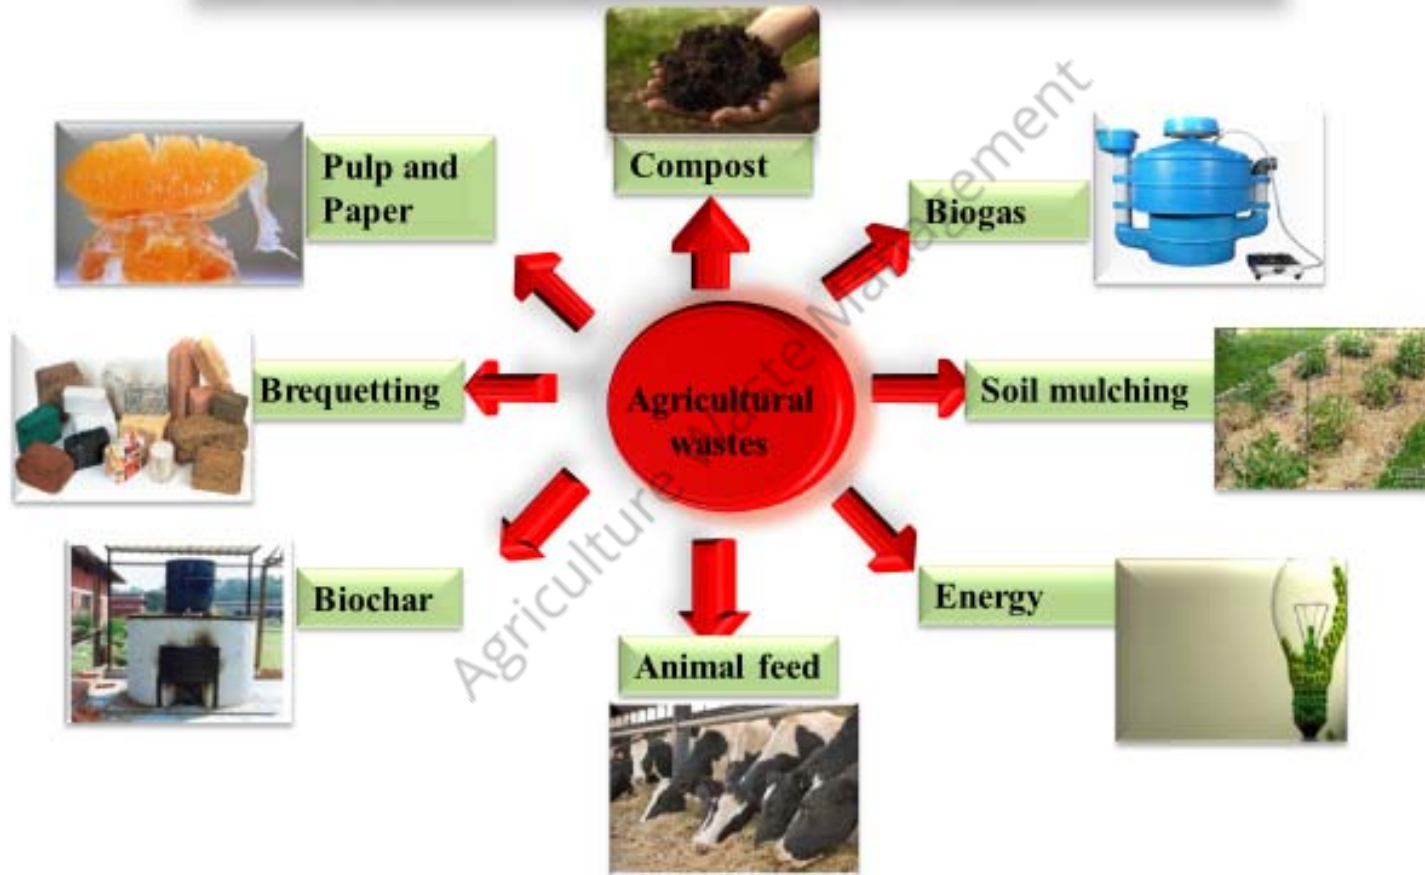 Compost
Pulp and
Paper
Biogas
Brequetting
Agricultural
wastes
Soil mulching
Biochar
Energy
Animal feed
Agriculture Waste Management